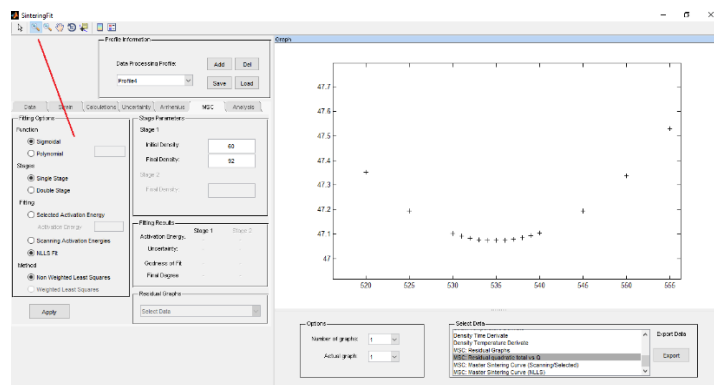 SinteringFit
Profile Information
Data Processing Profile:
Add
Del
Profile4
Save
Load
Data
Strain
Calculations
Uncertainty
Arrhenius
MSC
Analysis
Fitting Options
Function
Sigmoidal
Polynomial
Stages
Single Stage
Double Stage
Fitting
Selected Activation Energy
Activation Energy
Scanning Activation Energies
NLLS Fit
Method
Non Weighted Least Squares
Weighted Least Squares
Apply
Stage Parameters
Stage 1
Initial Density
60
Final Density:
92
Stage 2
Final Density:
Fitting Results
Stage 1
Stage 2
Activation Energy:
Uncertainty:
Godness of Fit
Final Degree
Residual Graphs
Select Data
Graph
47.7
47.6
47.5
47.4
47.3
47.2
47.1
47
520
525
530
535
540
545
550
555
Options
Number of graphs:
1
Actual graph:
1
Select Data
Density Time Derivate
Density Temperature Derivate
MSC: Residual Graphs
MSC: Residual quadratic total vs Q
MSC: Master Sintering Curve (Scanning/Selected)
MSC: Master Sintering Curve (NLLS)
Export Data
Export